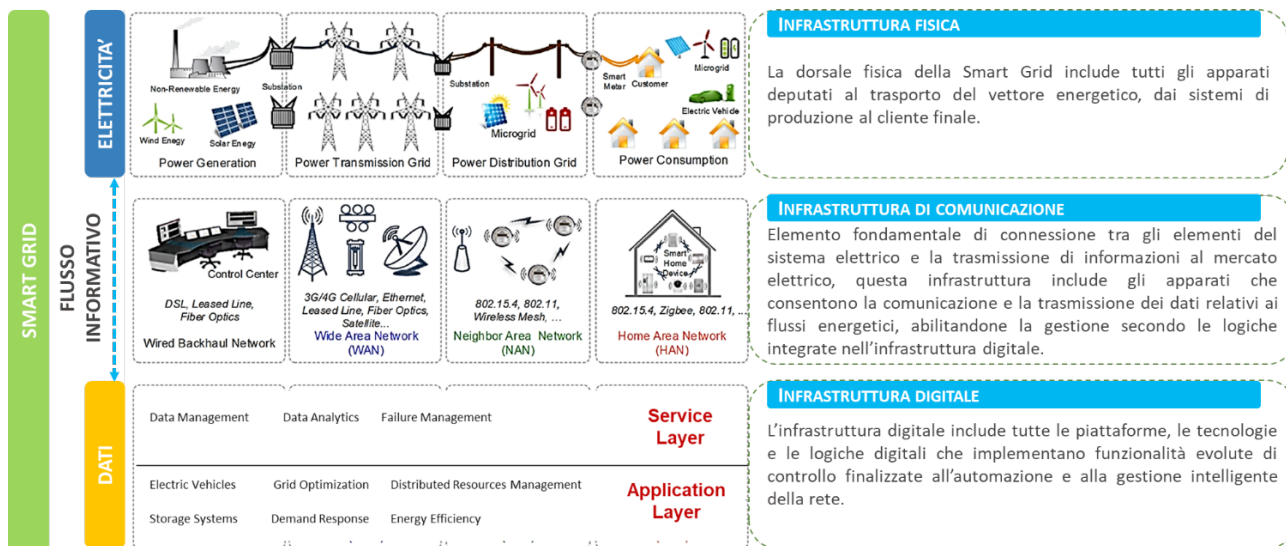 SMART GRID
ELETTRICITA’
FLUSSO
INFORMATIVO
DATI
Non-Renewable Energy
Substation
Wind Enegy
Solar Enegy
Power Generation
Power Transmission Grid
Substation
Microgrid
Power Distribution Grid
Smart
Meter
Customer
Microgrid
Electric Vehicle
Power Consumption
INFRASTRUTTURA FISICA
La dorsale fisica della Smart Grid include tutti gli apparati
deputati al trasporto del vettore energetico, dai sistemi di
produzione al cliente finale.
Control Center
DSL, Leased Line,
Fiber Optics
Wired Backhaul Network
3G/4G Cellular, Ethernet,
Leased Line, Fiber Optics,
Satellite...
Wide Area Network
(WAN)
802.15.4, 802.11,
Wireless Mesh, ...
Neighbor Area Network
(NAN)
Smart
Home
Device
802.15.4, Zigbee, 802.11, ...
Home Area Network
(HAN)
INFRASTRUTTURA DI COMUNICAZIONE
Elemento fondamentale di connessione tra gli elementi del
sistema elettrico e la trasmissione di informazioni al mercato
elettrico, questa infrastruttura include gli apparati che
consentono la comunicazione e la trasmissione dei dati relativi ai
flussi energetici, abilitandone la gestione secondo le logiche
integrate nell’infrastruttura digitale.
Data Management
Data Analytics
Failure Management
Service
Layer
Electric Vehicles
Grid Optimization
Distributed Resources Management
Storage Systems
Demand Response
Energy Efficiency
Application
Layer
INFRASTRUTTURA DIGITALE
L’infrastruttura digitale include tutte le piattaforme, le tecnologie
e le logiche digitali che implementano funzionalità evolute di
controllo finalizzate all’automazione e alla gestione intelligente
della rete.